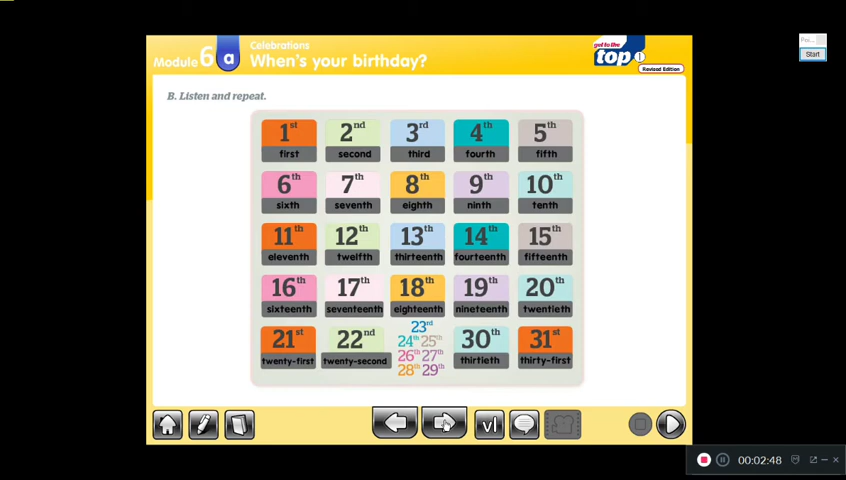 Module 6 a
Celebrations
When's your birthday?
get to the
top 1
Revised Edition
Start
B. Listen and repeat.
1st 2nd 3rd 4th 5th
first second third fourth fifth
6th 7th 8th 9th 10th
sixth seventh eighth ninth tenth
11th 12th 13th 14th 15th
eleventh twelfth thirteenth fourteenth fifteenth
16th 17th 18th 19th 20th
sixteenth seventeenth eighteenth nineteenth twentieth
21st 22nd 23rd 30th 31st
24th 25th
26th 27th
28th 29th
twenty-first twenty-second thirtieth thirty-first
vl
00:02:48